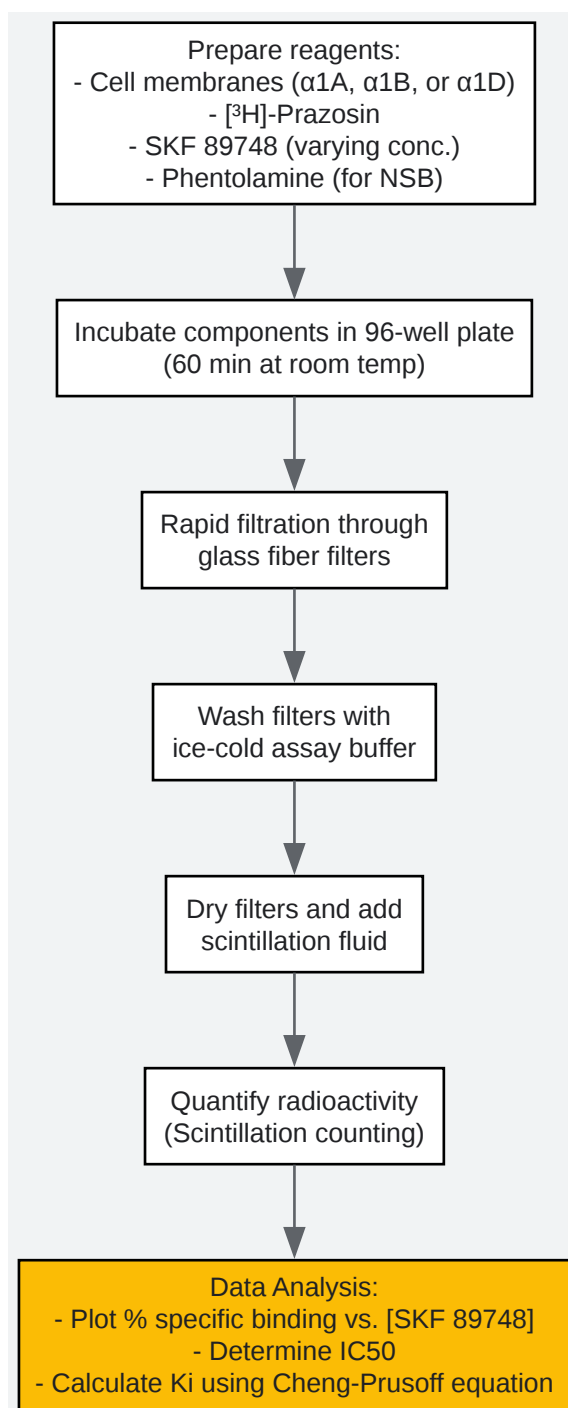 Prepare reagents:
- Cell membranes (α1A, α1B, or α1D)
- [³H]-Prazosin
- SKF 89748 (varying conc.)
- Phentolamine (for NSB)
Incubate components in 96-well plate
(60 min at room temp)
Rapid filtration through
glass fiber filters
Wash filters with
ice-cold assay buffer
Dry filters and add
scintillation fluid
Quantify radioactivity
(Scintillation counting)
Data Analysis:
- Plot % specific binding vs. [SKF 89748]
- Determine IC50
- Calculate Ki using Cheng-Prusoff equation